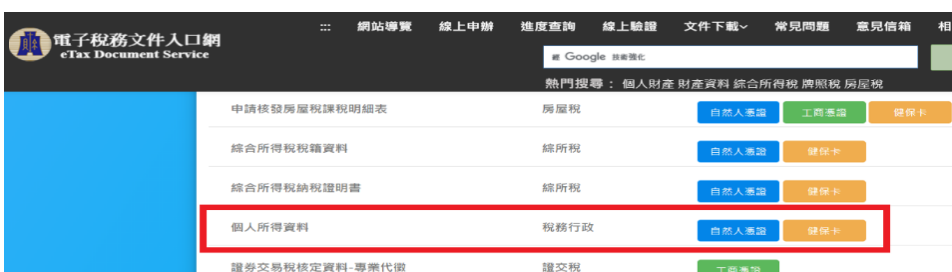 ::: 網站導覽 線上申辦 進度查詢 線上驗證 文件下載 常見問題 意見信箱 相
電子稅務文件入口網
eTax Document Service
經 Google 技術強化
熱門搜尋： 個人財產 財產資料 綜合所得稅 牌照稅 房屋稅
申請核發房屋稅課稅明細表 房屋稅 自然人憑證 工商憑證 健保卡
綜合所得稅稅籍資料 綜所稅 自然人憑證 健保卡
綜合所得稅納稅證明書 綜所稅 自然人憑證 健保卡
個人所得資料 稅務行政 自然人憑證 健保卡
證券交易稅核定資料-專業代徵 證交稅 工商憑證